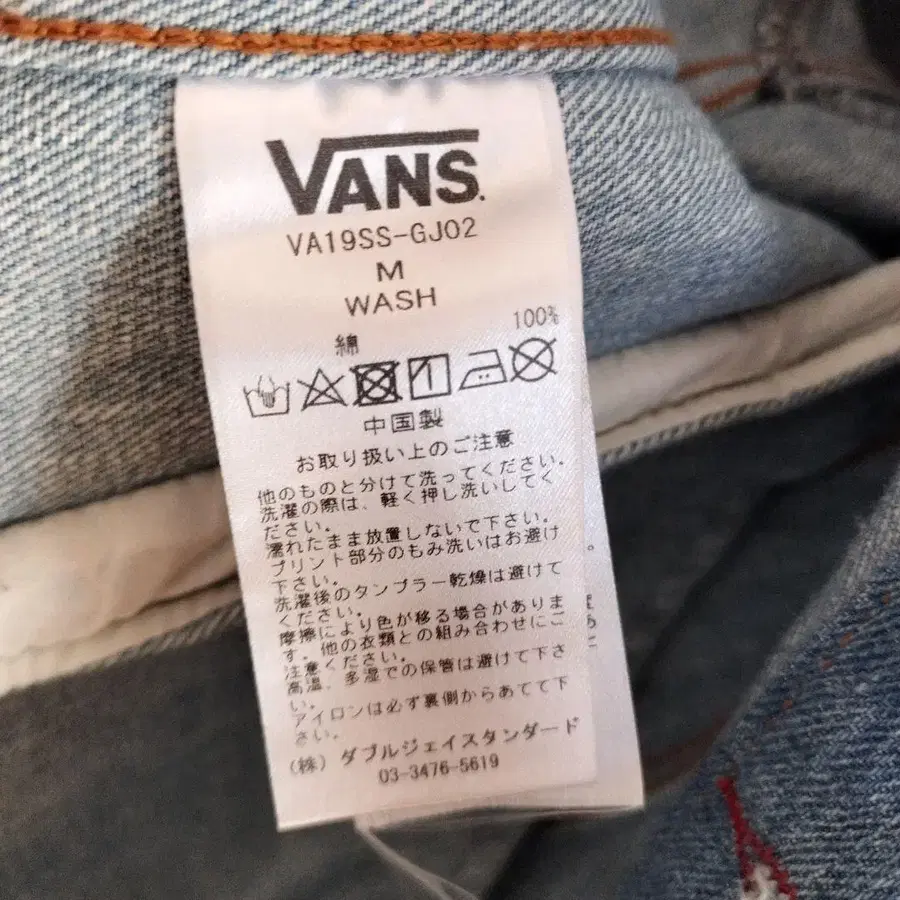 VANS
VA19SS-GJ02
M
WASH
綿 100%
中国製
お取り扱い上のご注意
他のものと分けて洗ってください。
洗濯の際は、軽く押し洗いしてく
ださい。
濡れたまま放置しないで下さい。
プリント部分のもみ洗いはお避け
下さい。
洗濯後のタンブラー乾燥は避けて
ください。
摩擦により色が移る場合がありま
す。他の衣類との組み合わせにご
注意ください。
高温、多湿での保管は避けて下さ
い。
アイロンは必ず裏側からあてて下
さい。
(株)ダブルジェイスタンダード
03-3476-5619